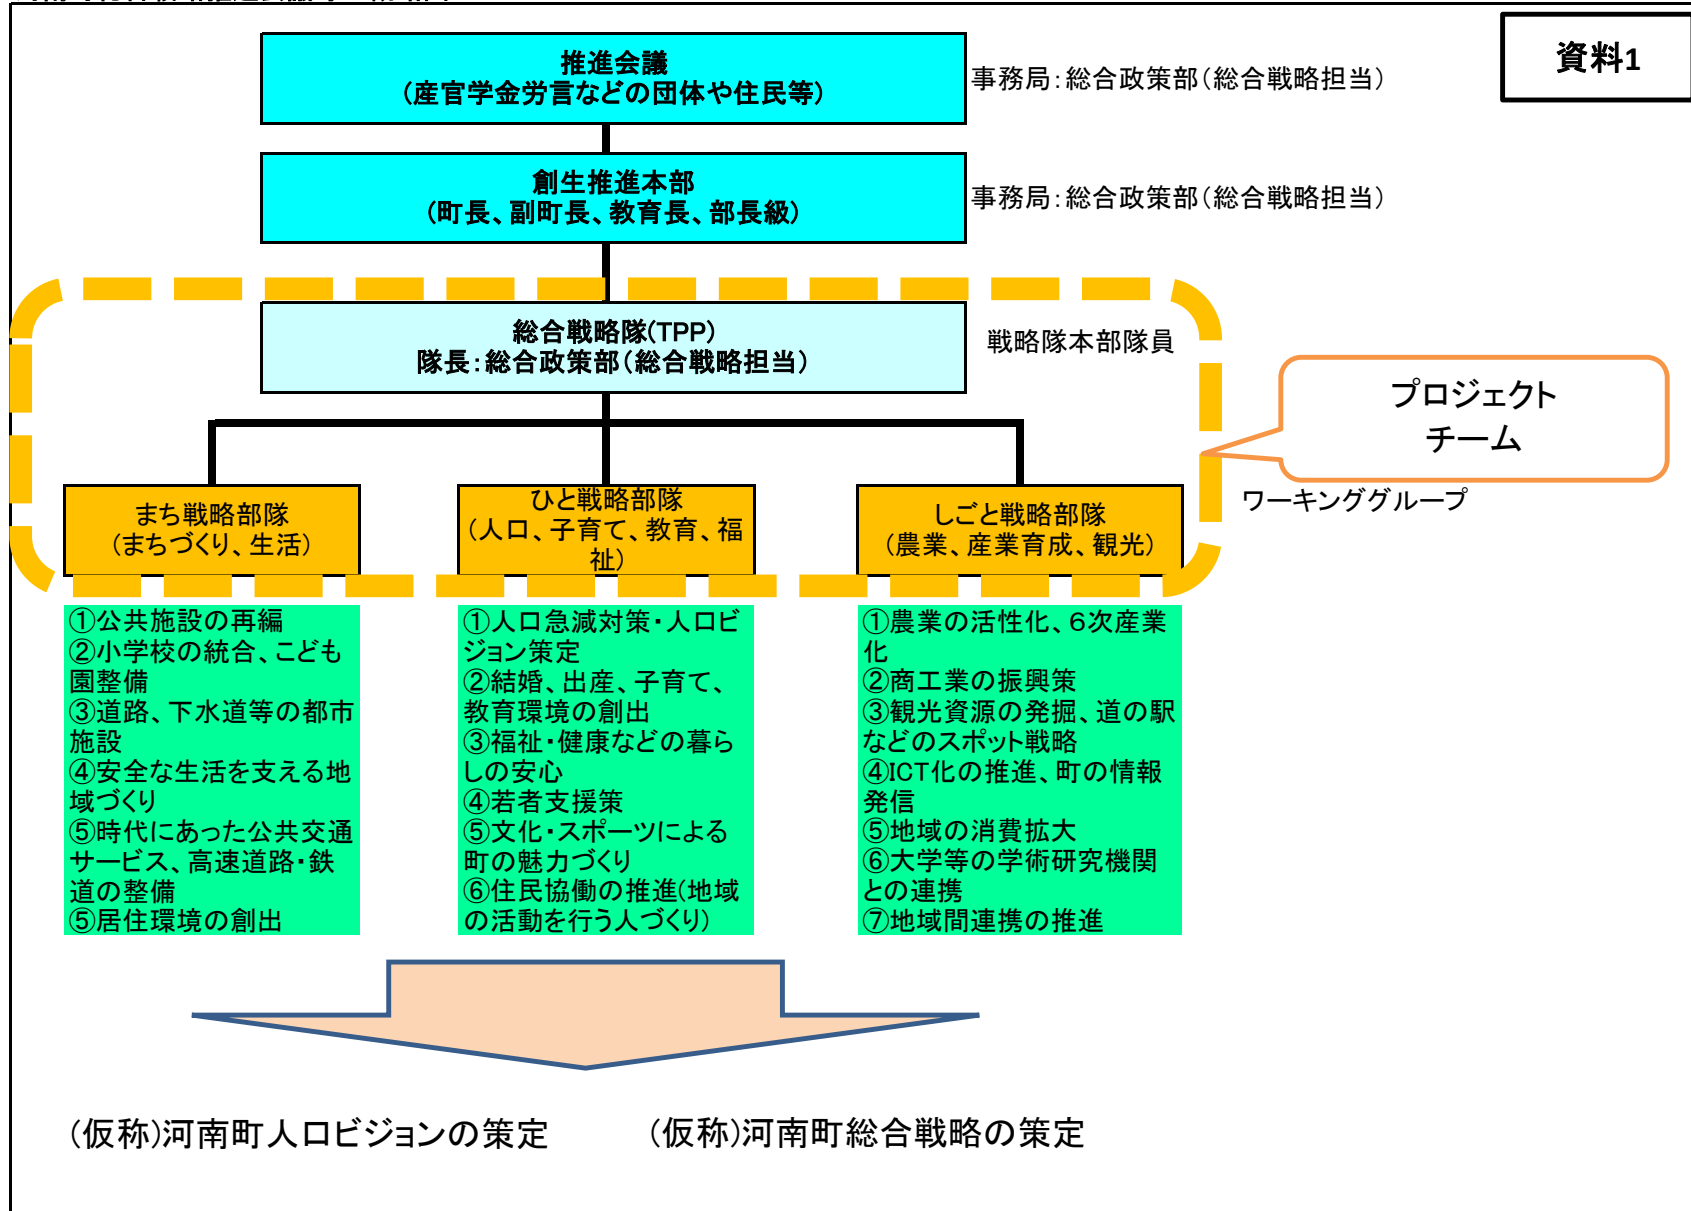 資料1
推進会議
(産官学金労言などの団体や住民等)
事務局：総合政策部(総合戦略担当)
創生推進本部
(町長、副町長、教育長、部長級)
事務局：総合政策部(総合戦略担当)
総合戦略隊(TPP)
隊長：総合政策部(総合戦略担当)
戦略隊本部隊員
プロジェクト
チーム
ワーキンググループ
まち戦略部隊
(まちづくり、生活)
ひと戦略部隊
(人口、子育て、教育、福
祉)
しごと戦略部隊
(農業、産業育成、観光)
①公共施設の再編
②小学校の統合、こども
園整備
③道路、下水道等の都市
施設
④安全な生活を支える地
域づくり
⑤時代にあった公共交通
サービス、高速道路・鉄
道の整備
⑤居住環境の創出
①人口急減対策・人口ビ
ジョン策定
②結婚、出産、子育て、
教育環境の創出
③福祉・健康などの暮ら
しの安心
④若者支援策
⑤文化・スポーツによる
町の魅力づくり
⑥住民協働の推進(地域
の活動を行う人づくり)
①農業の活性化、６次産業
化
②商工業の振興策
③観光資源の発掘、道の駅
などのスポット戦略
④ICT化の推進、町の情報
発信
⑤地域の消費拡大
⑥大学等の学術研究機関
との連携
⑦地域間連携の推進
(仮称)河南町人口ビジョンの策定
(仮称)河南町総合戦略の策定